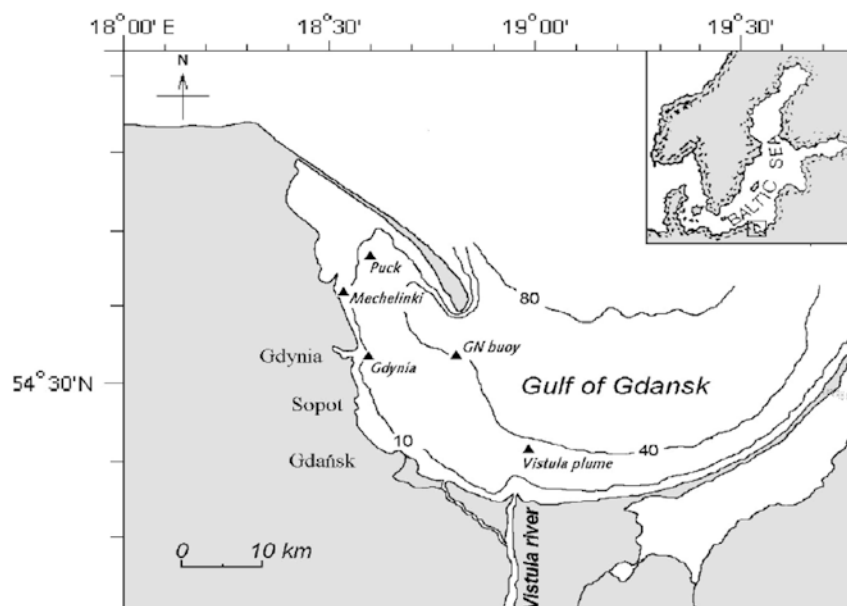 18°00' E
18°30'
19°00'
19°30'
N
BALTIC SEA
Puck
Mechelinki
80
Gdynia
Gdynia
GN buoy
54°30'N
Gulf of Gdansk
Sopot
10
40
Gdańsk
Vistula plume
0 10 km
Vistula river